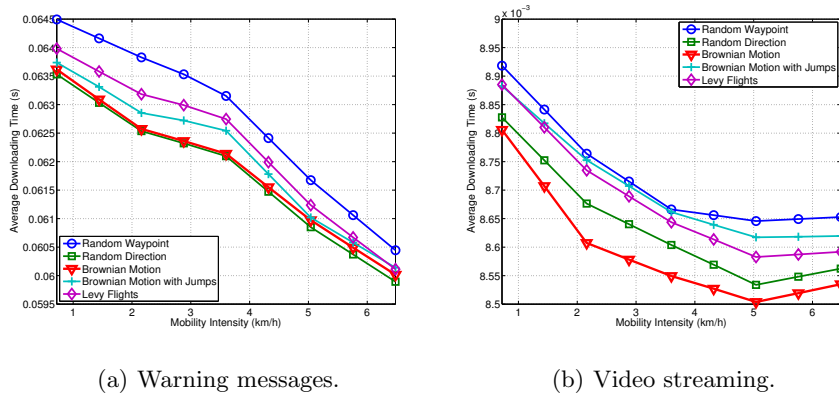 0.0645
0.064
0.0635
0.063
0.0625
0.062
0.0615
0.061
0.0605
0.06
0.0595
Average Downloading Time (s)
Random Waypoint
Random Direction
Brownian Motion
Brownian Motion with Jumps
Levy Flights
1 2 3 4 5 6
Mobility Intensity (km/h)
(a) Warning messages.
9 x 10⁻³
8.95
8.9
8.85
8.8
8.75
8.7
8.65
8.6
8.55
8.5
Average Downloading Time (s)
Random Waypoint
Random Direction
Brownian Motion
Brownian Motion with Jumps
Levy Flights
1 2 3 4 5 6
Mobility Intensity (km/h)
(b) Video streaming.